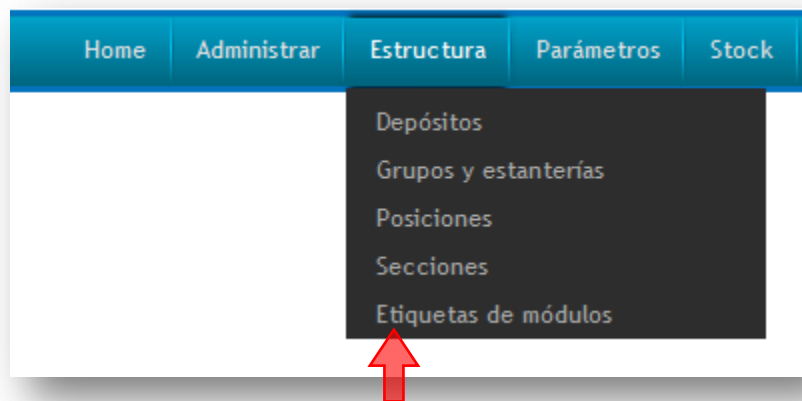 Home Administrar Estructura Parámetros Stock
Depósitos
Grupos y estanterías
Posiciones
Secciones
Etiquetas de módulos